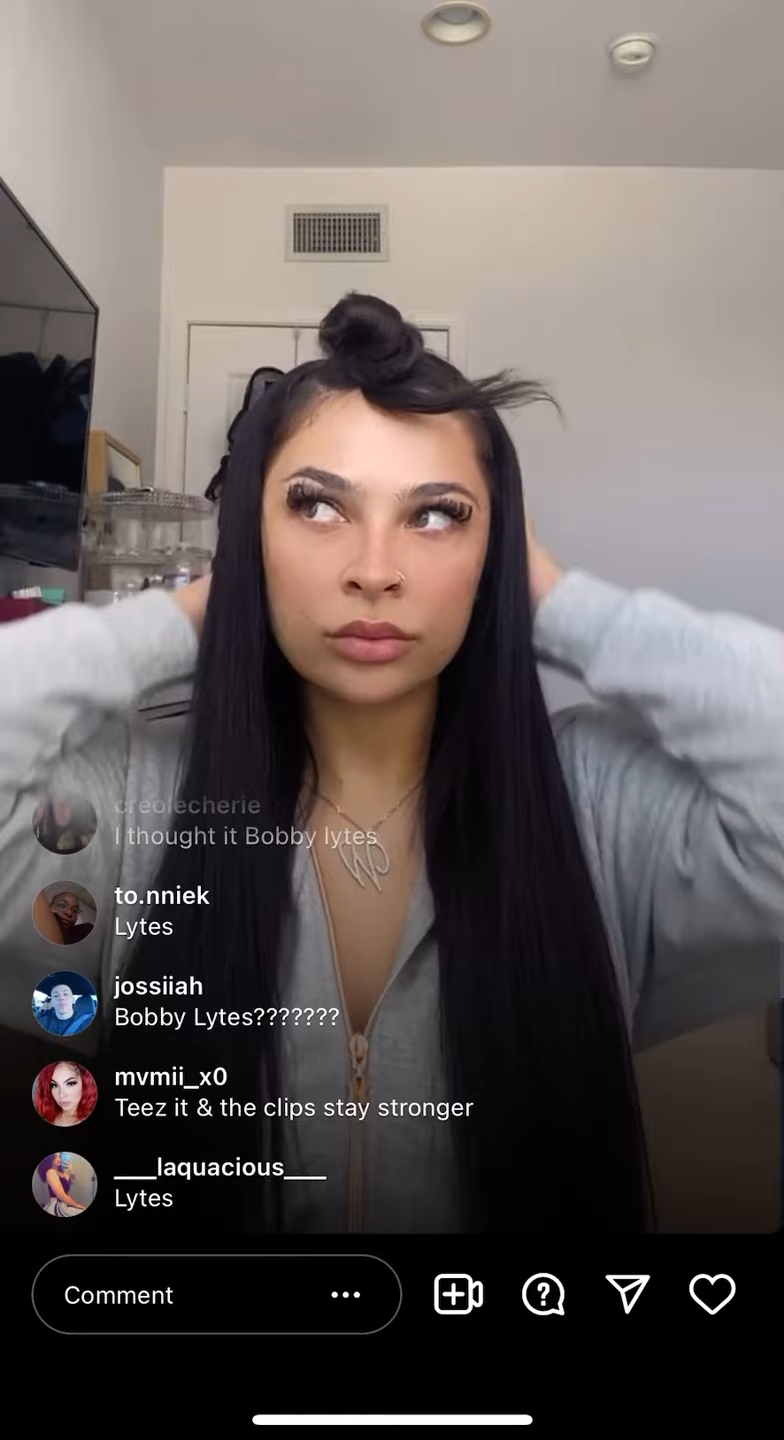 creolecherie
I thought it Bobby lytes
to.nniek
Lytes
jossiiah
Bobby Lytes???????
mvmii_x0
Teez it & the clips stay stronger
___laquacious___
Lytes
Comment